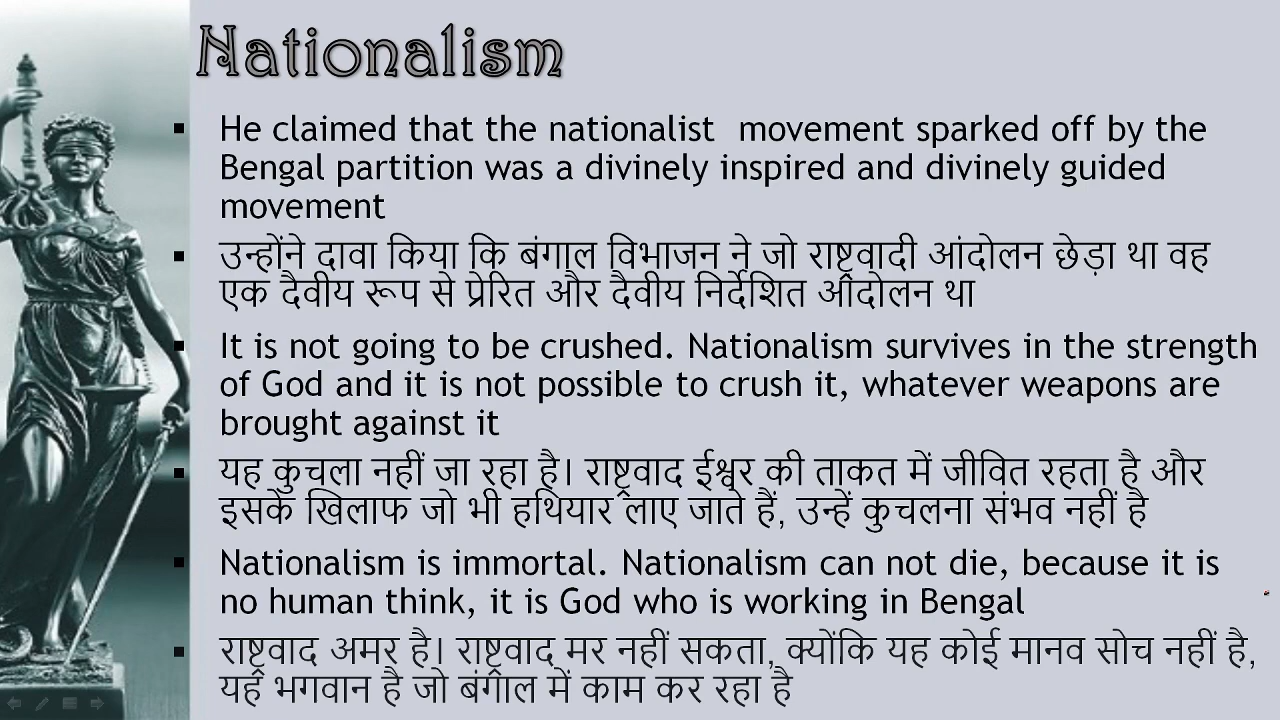 Nationalism
He claimed that the nationalist movement sparked off by the
Bengal partition was a divinely inspired and divinely guided
movement
उन्होंने दावा किया कि बंगाल विभाजन ने जो राष्ट्रवादी आंदोलन छेड़ा था वह
एक दैवीय रूप से प्रेरित और दैवीय निर्देशित आंदोलन था
It is not going to be crushed. Nationalism survives in the strength
of God and it is not possible to crush it, whatever weapons are
brought against it
यह कुचला नहीं जा रहा है। राष्ट्रवाद ईश्वर की ताकत में जीवित रहता है और
इसके खिलाफ जो भी हथियार लाए जाते हैं, उन्हें कुचलना संभव नहीं है
Nationalism is immortal. Nationalism can not die, because it is
no human think, it is God who is working in Bengal
राष्ट्रवाद अमर है। राष्ट्रवाद मर नहीं सकता, क्योंकि यह कोई मानव सोच नहीं है,
यह भगवान है जो बंगाल में काम कर रहा है